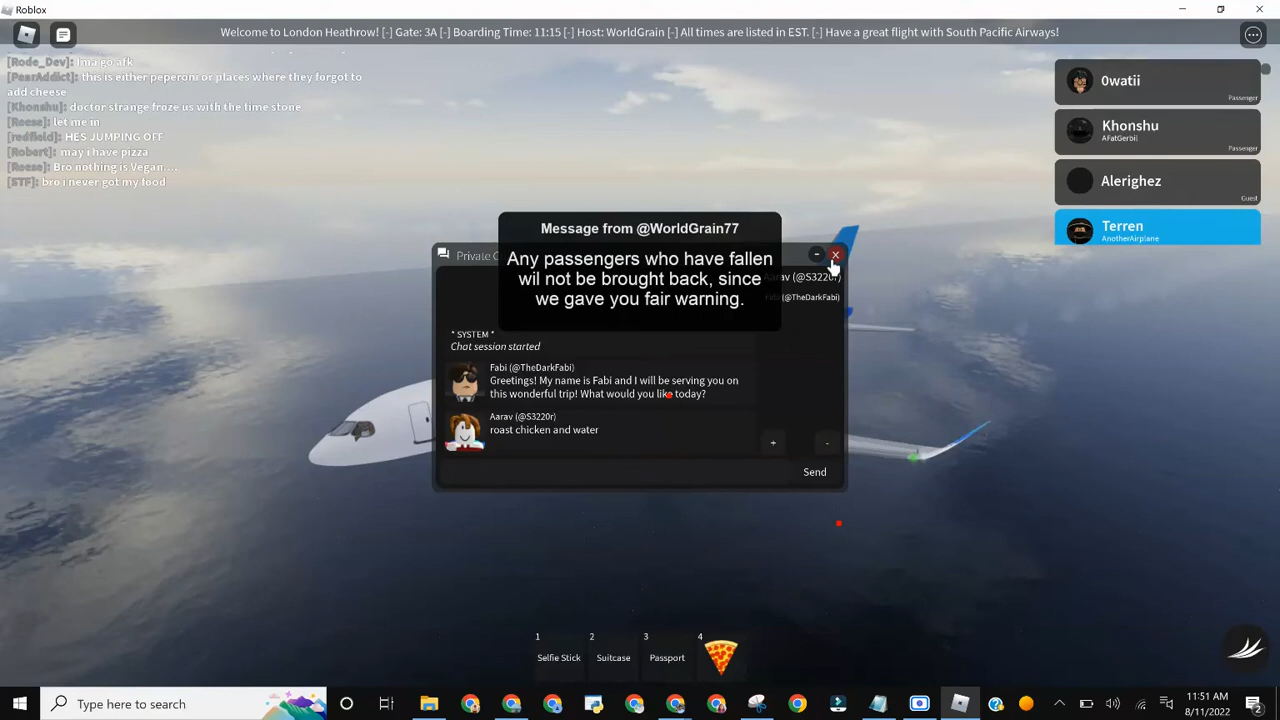 Roblox
Welcome to London Heathrow! [-] Gate: 3A [-] Boarding Time: 11:15 [-] Host: WorldGrain [-] All times are listed in EST. [-] Have a great flight with South Pacific Airways!
[Rode_Dev]: Ima go afk
[PearAddict]: this is either peperoni or places where they forgot to
add cheese
[Khonshu]: doctor strange froze us with the time stone
[Reese]: let me in
[redfield]: HES JUMPING OFF
[Robert]: may i have pizza
[Reese]: Bro nothing is Vegan ...
[STF]: bro i never got my food
0watii
Passenger
Khonshu
AFatGerbil
Passenger
Alerighez
Guest
Terren
AnotherAirplane
Message from @WorldGrain77
Any passengers who have fallen
wil not be brought back, since
we gave you fair warning.
Private C
Aarav (@S3220r)
Fabi (@TheDarkFabi)
* SYSTEM *
Chat session started
Fabi (@TheDarkFabi)
Greetings! My name is Fabi and I will be serving you on
this wonderful trip! What would you like today?
Aarav (@S3220r)
roast chicken and water
+ -
Send
1 2 3 4
Selfie Stick Suitcase Passport
Type here to search
11:51 AM
8/11/2022
2